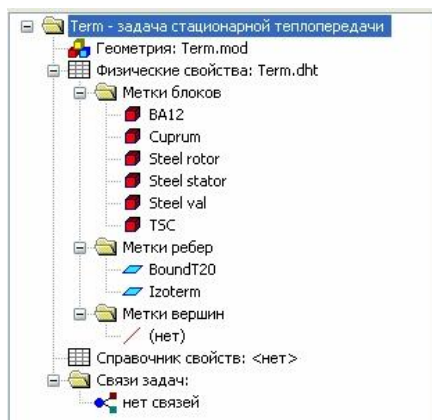 Term - задача стационарной теплопередачи
Геометрия: Term.mod
Физические свойства: Term.dht
Метки блоков
BA12
Cuprum
Steel rotor
Steel stator
Steel val
TSC
Метки ребер
BoundT20
Izoterm
Метки вершин
(нет)
Справочник свойств: <нет>
Связи задач:
нет связей